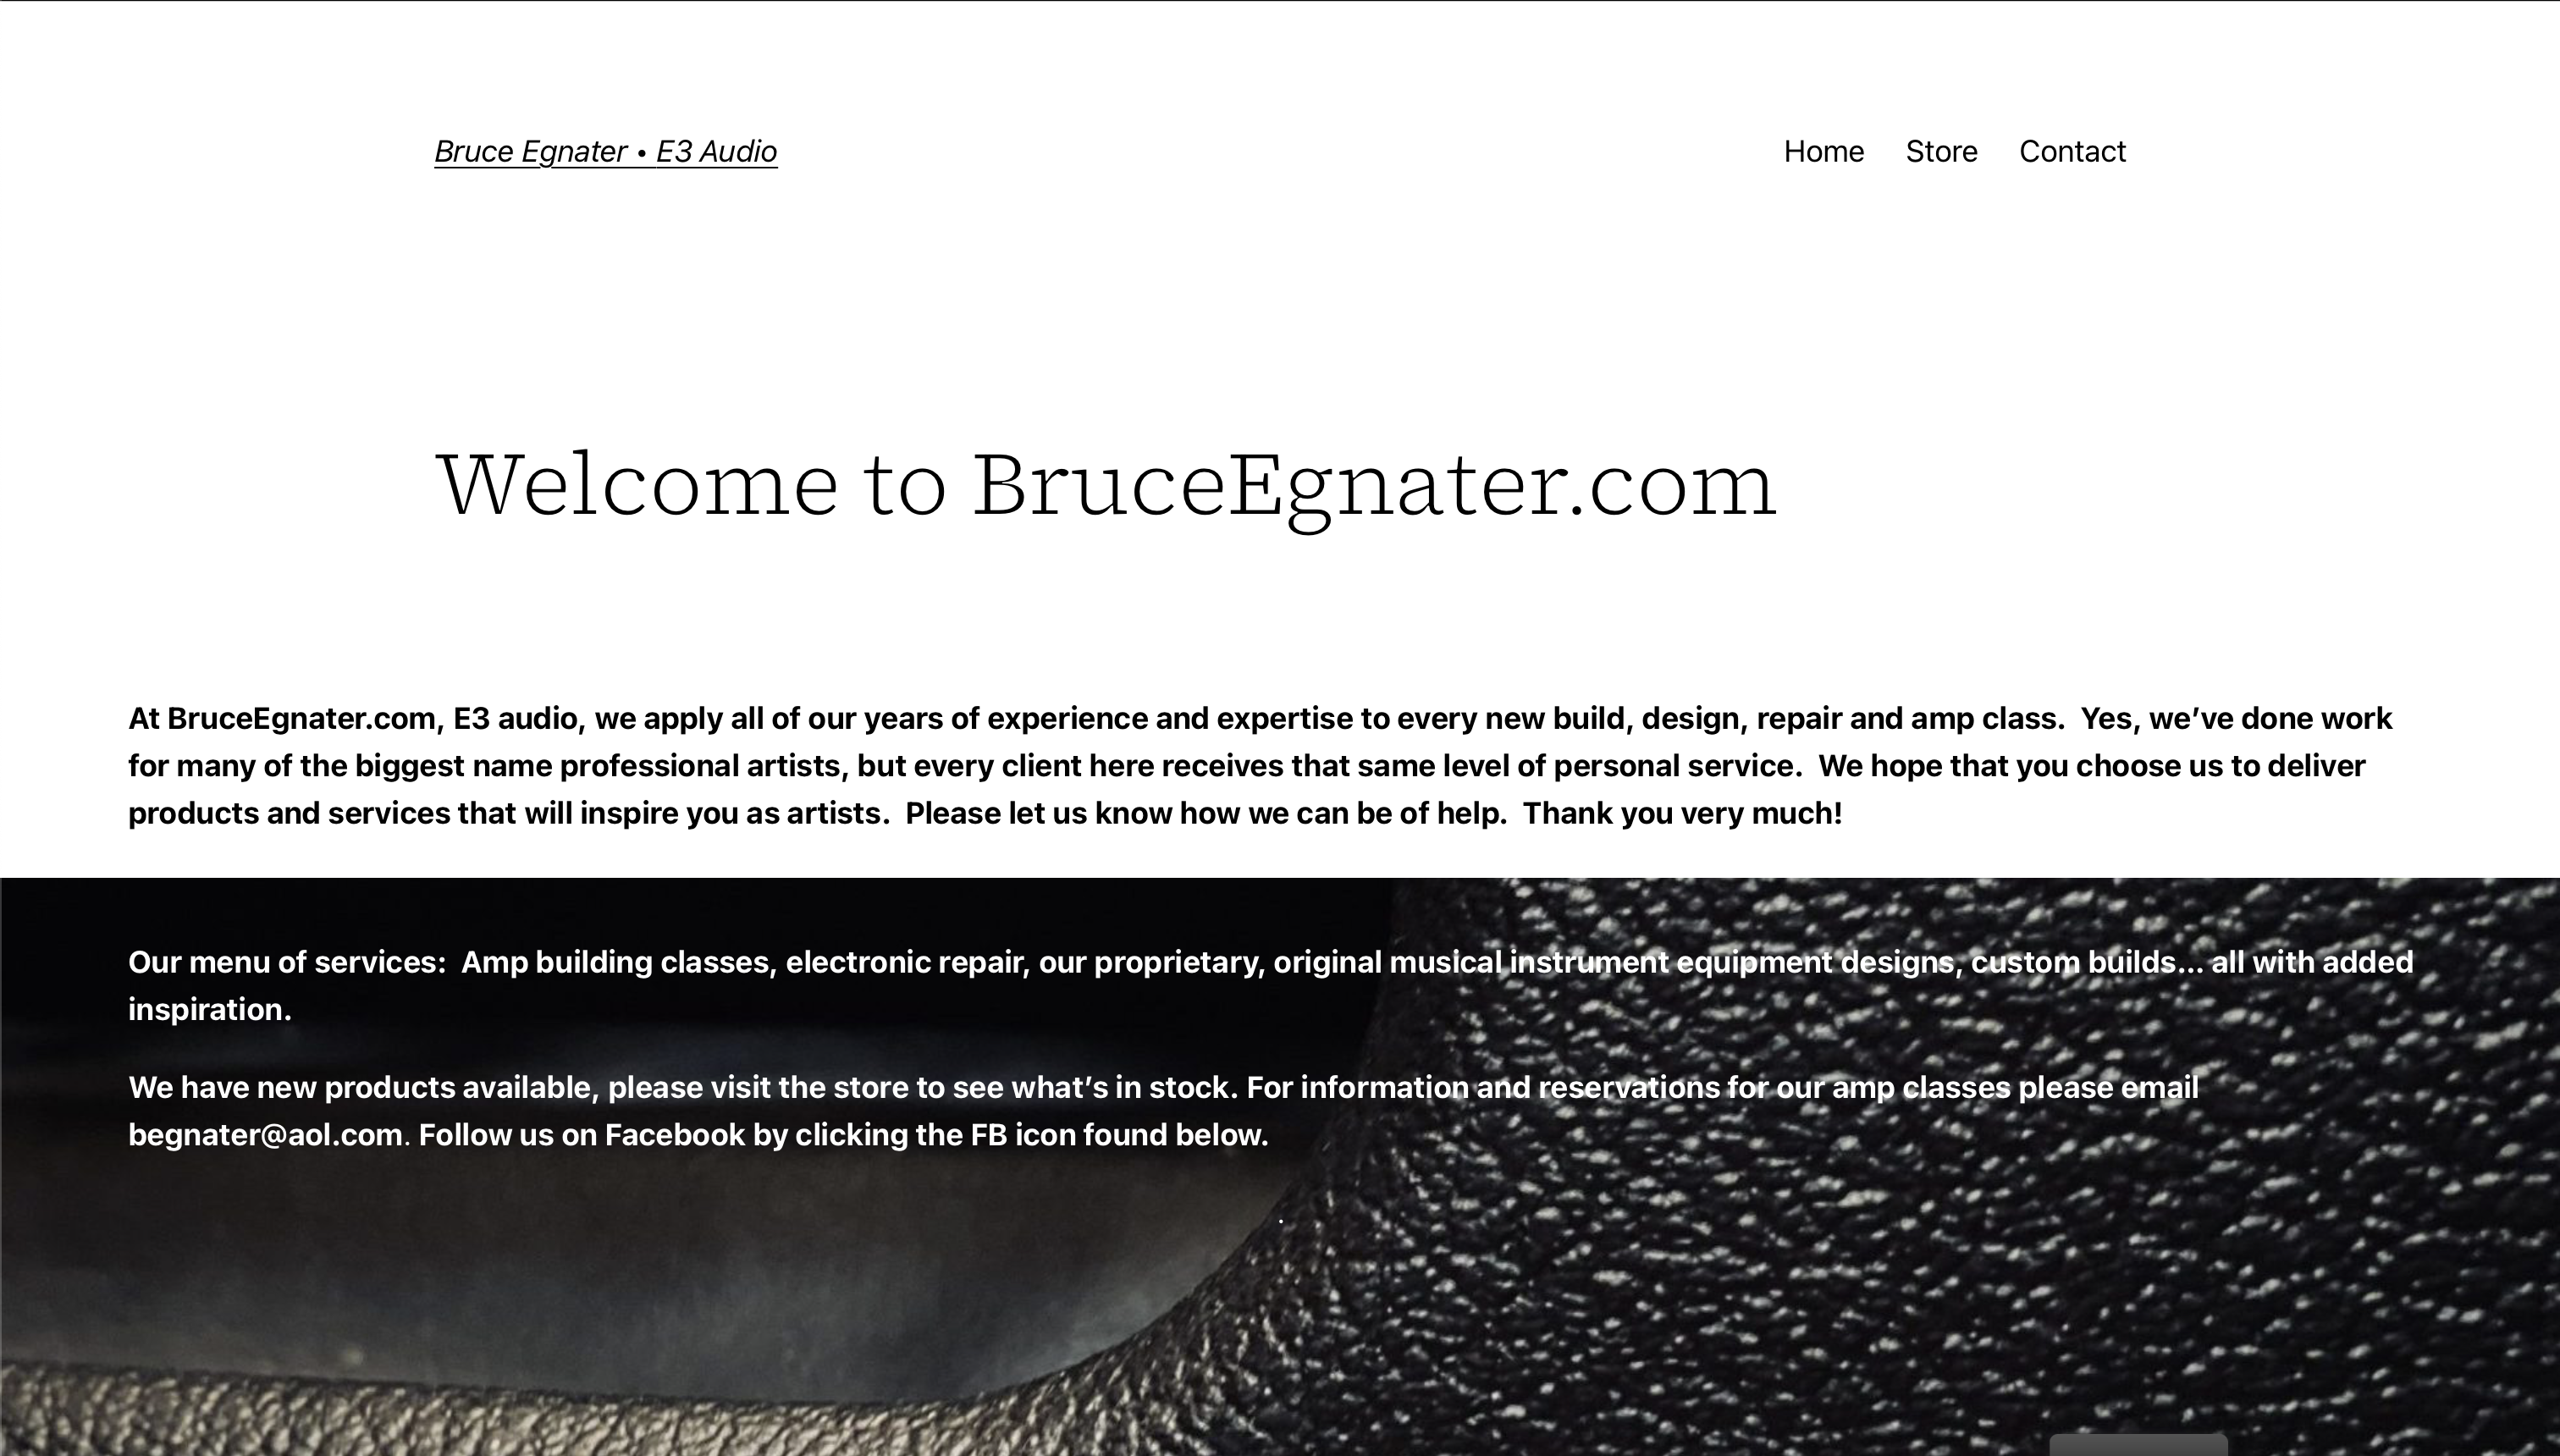 Bruce Egnater • E3 Audio
Home Store Contact
Welcome to BruceEgnater.com
At BruceEgnater.com, E3 audio, we apply all of our years of experience and expertise to every new build, design, repair and amp class.  Yes, we’ve done work
for many of the biggest name professional artists, but every client here receives that same level of personal service.  We hope that you choose us to deliver
products and services that will inspire you as artists.  Please let us know how we can be of help.  Thank you very much!
Our menu of services:  Amp building classes, electronic repair, our proprietary, original musical instrument equipment designs, custom builds… all with added
inspiration.
We have new products available, please visit the store to see what’s in stock. For information and reservations for our amp classes please email
begnater@aol.com. Follow us on Facebook by clicking the FB icon found below.
.